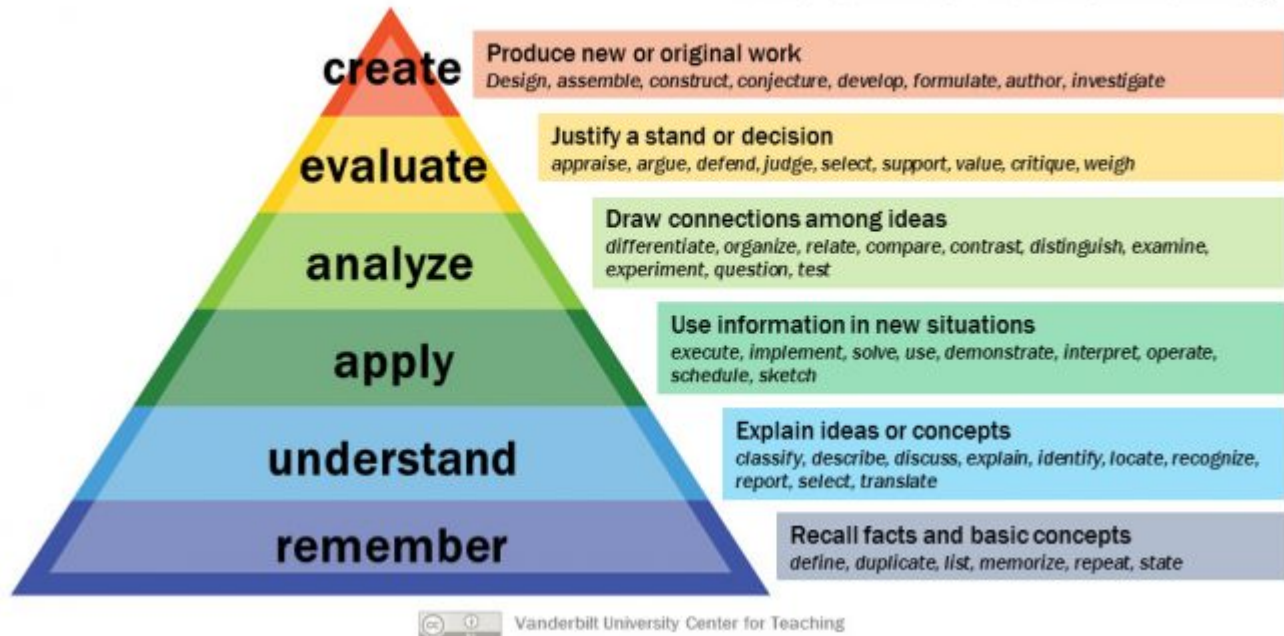 create
Produce new or original work
Design, assemble, construct, conjecture, develop, formulate, author, investigate
evaluate
Justify a stand or decision
appraise, argue, defend, judge, select, support, value, critique, weigh
analyze
Draw connections among ideas
differentiate, organize, relate, compare, contrast, distinguish, examine,
experiment, question, test
apply
Use information in new situations
execute, implement, solve, use, demonstrate, interpret, operate,
schedule, sketch
understand
Explain ideas or concepts
classify, describe, discuss, explain, identify, locate, recognize,
report, select, translate
remember
Recall facts and basic concepts
define, duplicate, list, memorize, repeat, state
cc Vanderbilt University Center for Teaching